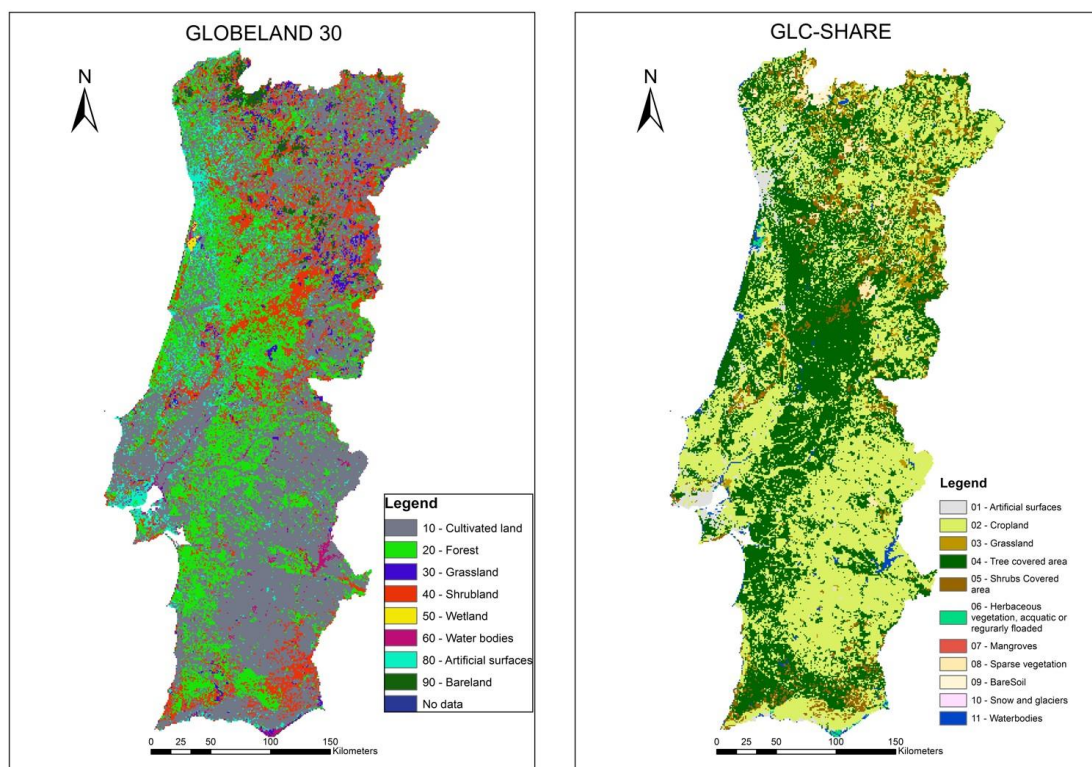 GLOBELAND 30
N
Legend
10 - Cultivated land
20 - Forest
30 - Grassland
40 - Shrubland
50 - Wetland
60 - Water bodies
80 - Artificial surfaces
90 - Bareland
No data
0 25 50 100 150
Kilometers
GLC-SHARE
N
Legend
01 - Artificial surfaces
02 - Cropland
03 - Grassland
04 - Tree covered area
05 - Shrubs Covered
area
06 - Herbaceous
vegetation, acquatic or
regurarly floaded
07 - Mangroves
08 - Sparse vegetation
09 - BareSoil
10 - Snow and glaciers
11 - Waterbodies
0 25 50 100 150
Kilometers